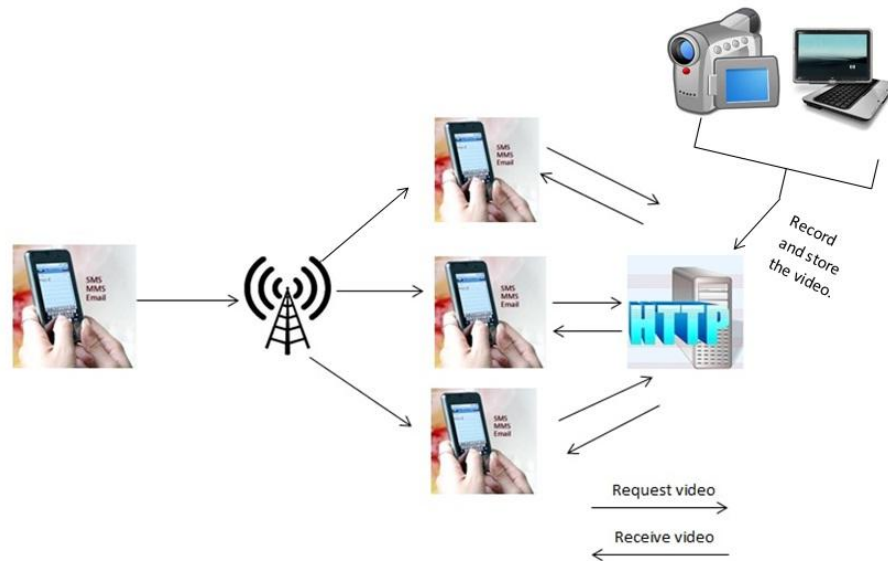 SMS
MMS
Email
Record
and store
the video.
SMS
MMS
Email
SMS
MMS
Email
HTTP
SMS
MMS
Email
Request video
Receive video